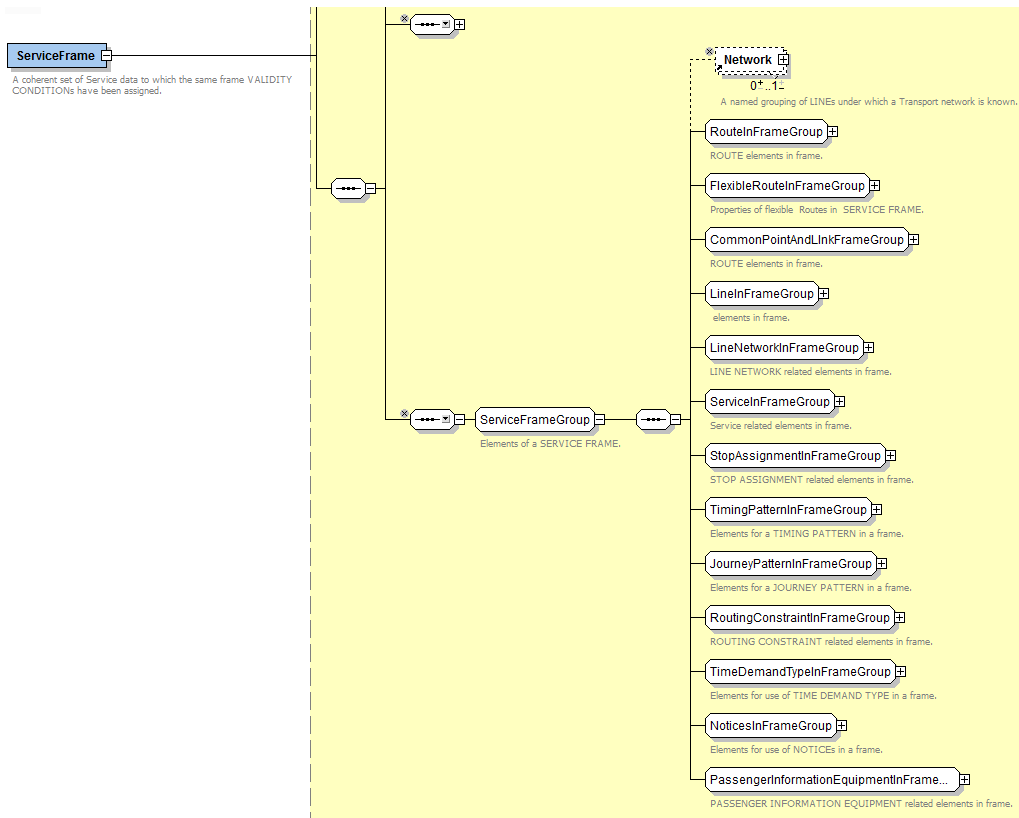 ServiceFrame
A coherent set of Service data to which the same frame VALIDITY
CONDITIONs have been assigned.
Network
0..1
A named grouping of LINEs under which a Transport network is known.
RouteInFrameGroup
ROUTE elements in frame.
FlexibleRouteInFrameGroup
Properties of flexible Routes in SERVICE FRAME.
CommonPointAndLInkFrameGroup
ROUTE elements in frame.
LineInFrameGroup
elements in frame.
LineNetworkInFrameGroup
LINE NETWORK related elements in frame.
ServiceInFrameGroup
Service related elements in frame.
ServiceFrameGroup
Elements of a SERVICE FRAME.
StopAssignmentInFrameGroup
STOP ASSIGNMENT related elements in frame.
TimingPatternInFrameGroup
Elements for a TIMING PATTERN in a frame.
JourneyPatternInFrameGroup
Elements for a JOURNEY PATTERN in a frame.
RoutingConstraintInFrameGroup
ROUTING CONSTRAINT related elements in frame.
TimeDemandTypeInFrameGroup
Elements for use of TIME DEMAND TYPE in a frame.
NoticesInFrameGroup
Elements for use of NOTICEs in a frame.
PassengerInformationEquipmentInFrame...
PASSENGER INFORMATION EQUIPMENT related elements in frame.